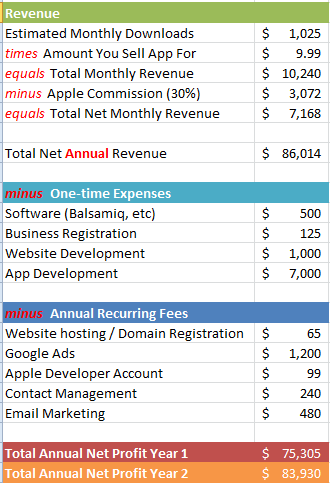 Revenue
Estimated Monthly Downloads $ 1,025
times Amount You Sell App For $ 9.99
equals Total Monthly Revenue $ 10,240
minus Apple Commission (30%) $ 3,072
equals Total Net Monthly Revenue $ 7,168
Total Net Annual Revenue $ 86,014
minus One-time Expenses
Software (Balsamiq, etc) $ 500
Business Registration $ 125
Website Development $ 1,000
App Development $ 7,000
minus Annual Recurring Fees
Website hosting / Domain Registration $ 65
Google Ads $ 1,200
Apple Developer Account $ 99
Contact Management $ 240
Email Marketing $ 480
Total Annual Net Profit Year 1 $ 75,305
Total Annual Net Profit Year 2 $ 83,930